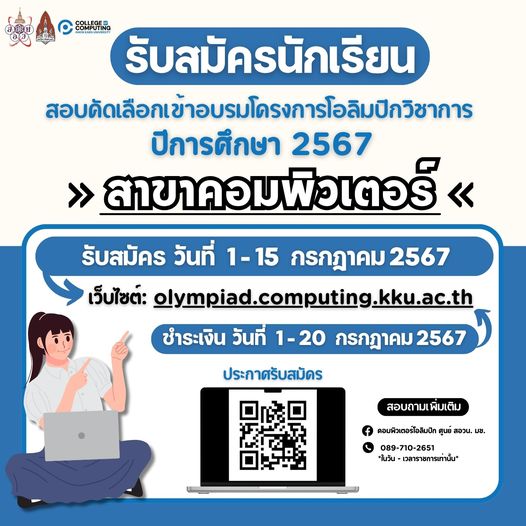 COLLEGE OF
COMPUTING
KHON KAEN UNIVERSITY
รับสมัครนักเรียน
สอบคัดเลือกเข้าอบรมโครงการโอลิมปิกวิชาการ
ปีการศึกษา 2567
» สาขาคอมพิวเตอร์ «
รับสมัคร วันที่ 1 - 15 กรกฎาคม 2567
เว็บไซต์: olympiad.computing.kku.ac.th
ชำระเงิน วันที่ 1 - 20 กรกฎาคม 2567
ประกาศรับสมัคร
สอบถามเพิ่มเติม
คอมพิวเตอร์โอลิมปิก ศูนย์ สอวน. มข.
089-710-2651
"ในวัน - เวลาราชการเท่านั้น"